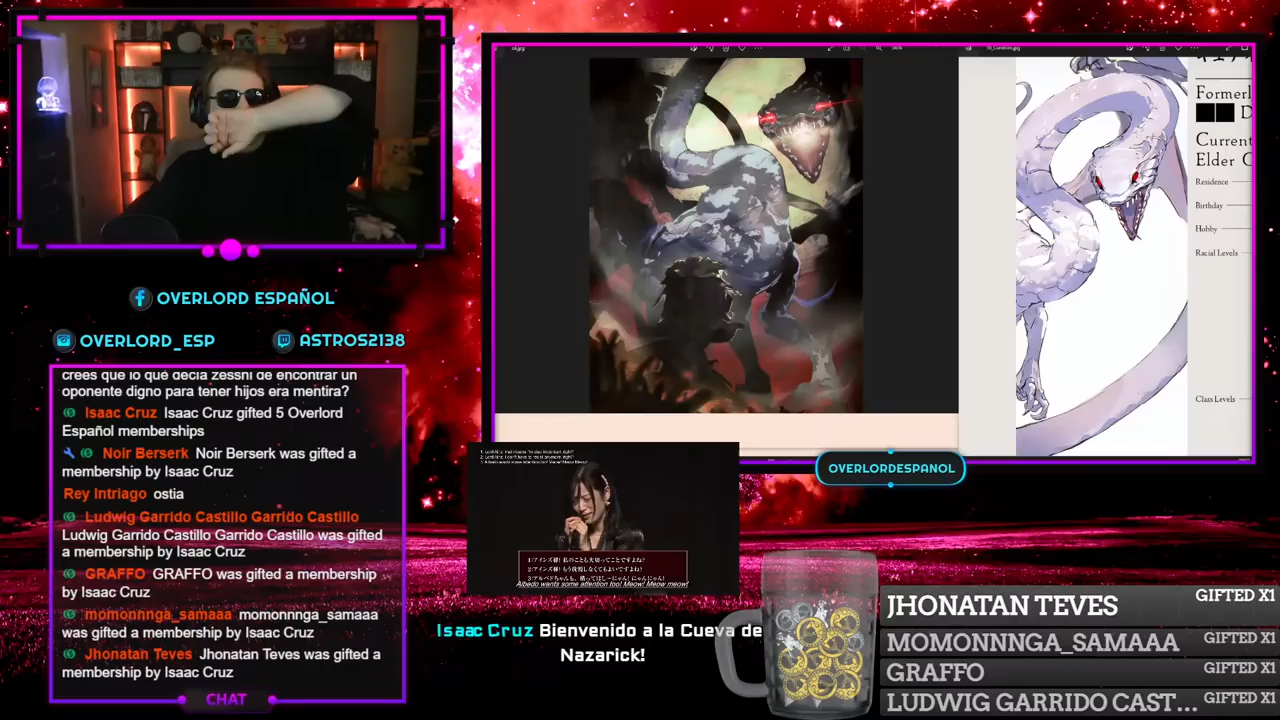 OVERLORD ESPAÑOL
OVERLORD_ESP
ASTROS2138
crees que lo que decia zessni de encontrar un
oponente digno para tener hijos era mentira?
Isaac Cruz Isaac Cruz gifted 5 Overlord
Español memberships
Noir Berserk Noir Berserk was gifted a
membership by Isaac Cruz
Rey Intriago ostia
Ludwig Garrido Castillo Garrido Castillo
Ludwig Garrido Castillo Garrido Castillo was gifted
a membership by Isaac Cruz
GRAFFO GRAFFO was gifted a membership
by Isaac Cruz
momonnnga_samaaa momonnnga_samaaa
was gifted a membership by Isaac Cruz
Jhonatan Teves Jhonatan Teves was gifted a
membership by Isaac Cruz
CHAT
Formerl
D
Current
Elder C
Residence
Birthday
Hobby
Racial Levels
Class Levels
OVERLORDESPANOL
Albedo wants some attention too! Meow! Meow meow!
Isaac Cruz Bienvenido a la Cueva de
Nazarick!
JHONATAN TEVES GIFTED X1
MOMONNNGA_SAMAAA GIFTED X1
GRAFFO GIFTED X1
LUDWIG GARRIDO CAST... GIFTED X1